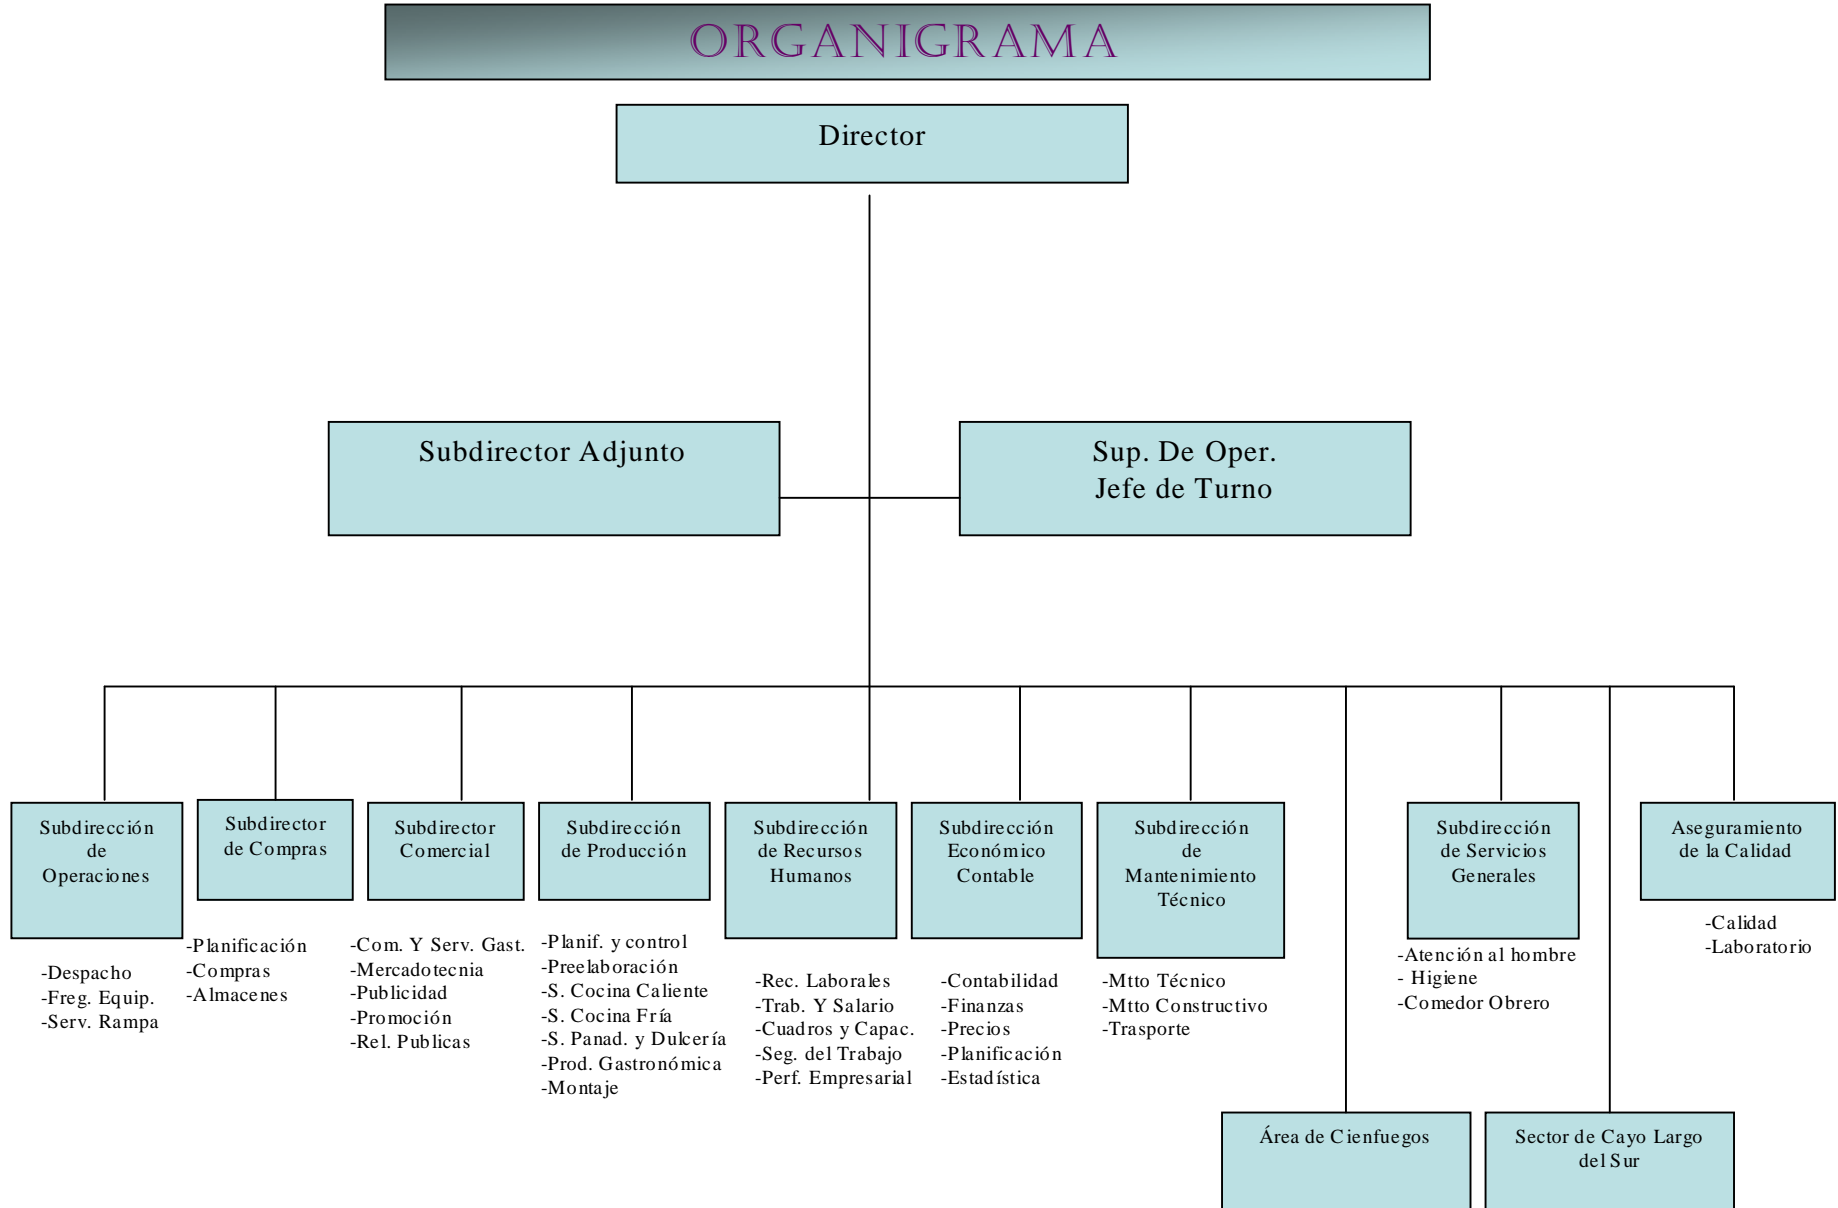 ORGANIGRAMA
Director
Subdirector Adjunto
Sup. De Oper.
Jefe de Turno
Subdirección
de
Operaciones
-Despacho
-Freg. Equip.
-Serv. Rampa
Subdirector
de Compras
-Planificación
-Compras
-Almacenes
Subdirector
Comercial
-Com. Y Serv. Gast.
-Mercadotecnia
-Publicidad
-Promoción
-Rel. Publicas
Subdirección
de Producción
-Planif. y control
-Preelaboración
-S. Cocina Caliente
-S. Cocina Fría
-S. Panad. y Dulcería
-Prod. Gastronómica
-Montaje
Subdirección
de Recursos
Humanos
-Rec. Laborales
-Trab. Y Salario
-Cuadros y Capac.
-Seg. del Trabajo
-Perf. Empresarial
Subdirección
Económico
Contable
-Contabilidad
-Finanzas
-Precios
-Planificación
-Estadística
Subdirección
de
Mantenimiento
Técnico
-Mtto Técnico
-Mtto Constructivo
-Trasporte
Subdirección
de Servicios
Generales
-Atención al hombre
- Higiene
-Comedor Obrero
Aseguramiento
de la Calidad
-Calidad
-Laboratorio
Área de Cienfuegos
Sector de Cayo Largo
del Sur